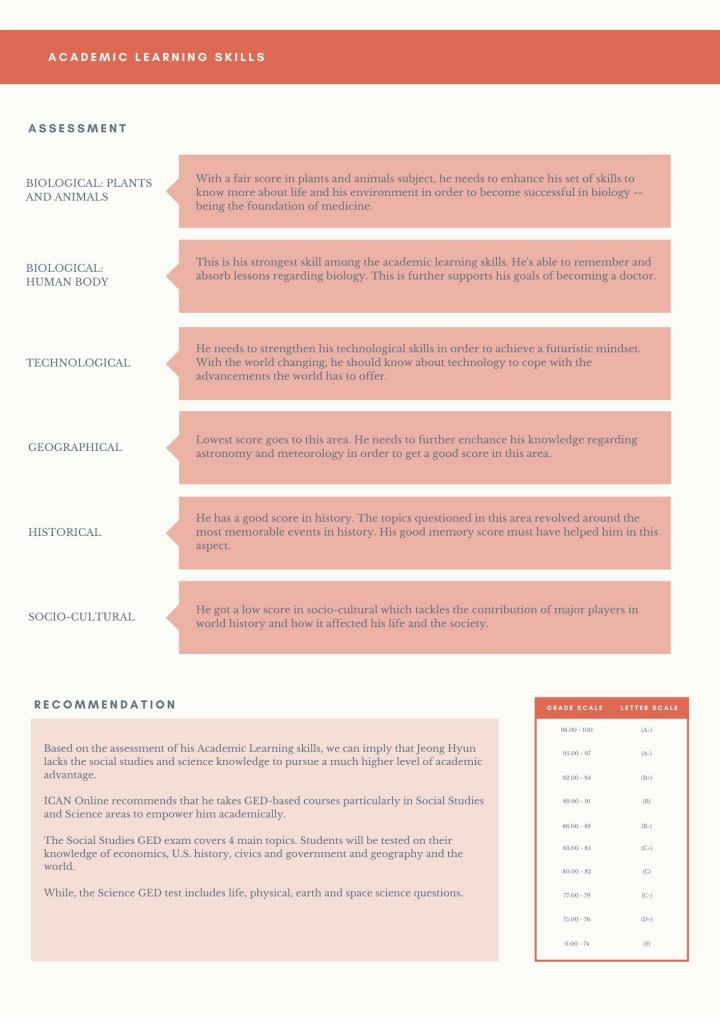 ACADEMIC LEARNING SKILLS
ASSESSMENT
BIOLOGICAL: PLANTS
AND ANIMALS
With a fair score in plants and animals subject, he needs to enhance his set of skills to
know more about life and his environment in order to become successful in biology --
being the foundation of medicine.
BIOLOGICAL:
HUMAN BODY
This is his strongest skill among the academic learning skills. He's able to remember and
absorb lessons regarding biology. This is further supports his goals of becoming a doctor.
TECHNOLOGICAL
He needs to strengthen his technological skills in order to achieve a futuristic mindset.
With the world changing, he should know about technology to cope with the
advancements the world has to offer.
GEOGRAPHICAL
Lowest score goes to this area. He needs to further enchance his knowledge regarding
astronomy and meteorology in order to get a good score in this area.
HISTORICAL
He has a good score in history. The topics questioned in this area revolved around the
most memorable events in history. His good memory score must have helped him in this
aspect.
SOCIO-CULTURAL
He got a low score in socio-cultural which tackles the contribution of major players in
world history and how it affected his life and the society.
RECOMMENDATION
Based on the assessment of his Academic Learning skills, we can imply that Jeong Hyun
lacks the social studies and science knowledge to pursue a much higher level of academic
advantage.
ICAN Online recommends that he takes GED-based courses particularly in Social Studies
and Science areas to empower him academically.
The Social Studies GED exam covers 4 main topics. Students will be tested on their
knowledge of economics, U.S. history, civics and government and geography and the
world.
While, the Science GED test includes life, physical, earth and space science questions.
GRADE SCALE LETTER SCALE
98.00 - 100 (A+)
95.00 - 97 (A-)
92.00 - 94 (B+)
89.00 - 91 (B)
86.00 - 88 (B-)
83.00 - 85 (C+)
80.00 - 82 (C)
77.00 - 79 (C-)
75.00 - 76 (D+)
0.00 - 74 (F)